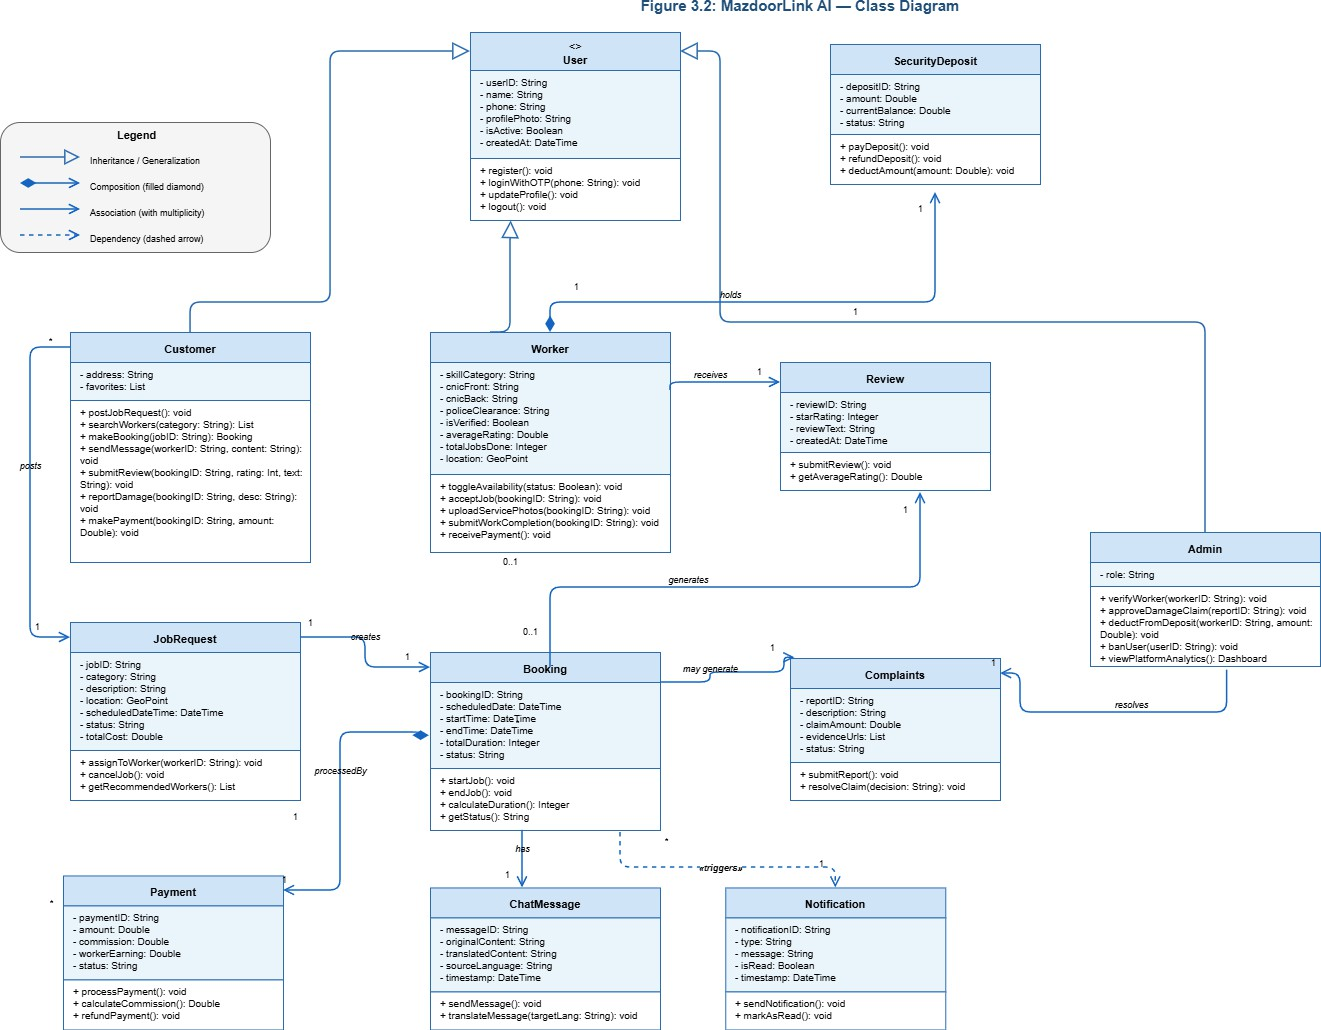 Figure 3.2: MazdoorLink AI — Class Diagram
<>
User
- userID: String
- name: String
- phone: String
- profilePhoto: String
- isActive: Boolean
- createdAt: DateTime
+ register(): void
+ loginWithOTP(phone: String): void
+ updateProfile(): void
+ logout(): void
SecurityDeposit
- depositID: String
- amount: Double
- currentBalance: Double
- status: String
+ payDeposit(): void
+ refundDeposit(): void
+ deductAmount(amount: Double): void
Legend
Inheritance / Generalization
Composition (filled diamond)
Association (with multiplicity)
Dependency (dashed arrow)
1
1
holds
1
*
Customer
- address: String
- favorites: List
+ postJobRequest(): void
+ searchWorkers(category: String): List
+ makeBooking(jobID: String): Booking
+ sendMessage(workerID: String, content: String):
void
+ submitReview(bookingID: String, rating: Int, text:
String): void
+ reportDamage(bookingID: String, desc: String):
void
+ makePayment(bookingID: String, amount:
Double): void
posts
1
Worker
- skillCategory: String
- cnicFront: String
- cnicBack: String
- policeClearance: String
- isVerified: Boolean
- averageRating: Double
- totalJobsDone: Integer
- location: GeoPoint
+ toggleAvailability(status: Boolean): void
+ acceptJob(bookingID: String): void
+ uploadServicePhotos(bookingID: String): void
+ submitWorkCompletion(bookingID: String): void
+ receivePayment(): void
0..1
receives
1
Review
- reviewID: String
- starRating: Integer
- reviewText: String
- createdAt: DateTime
+ submitReview(): void
+ getAverageRating(): Double
1
generates
0..1
Admin
- role: String
+ verifyWorker(workerID: String): void
+ approveDamageClaim(reportID: String): void
+ deductFromDeposit(workerID: String, amount:
Double): void
+ banUser(userID: String): void
+ viewPlatformAnalytics(): Dashboard
JobRequest
- jobID: String
- category: String
- description: String
- location: GeoPoint
- scheduledDateTime: DateTime
- status: String
- totalCost: Double
+ assignToWorker(workerID: String): void
+ cancelJob(): void
+ getRecommendedWorkers(): List
1
creates
1
Booking
- bookingID: String
- scheduledDate: DateTime
- startTime: DateTime
- endTime: DateTime
- totalDuration: Integer
- status: String
+ startJob(): void
+ endJob(): void
+ calculateDuration(): Integer
+ getStatus(): String
may generate
1
Complaints
1
- reportID: String
- description: String
- claimAmount: Double
- evidenceUrls: List
- status: String
+ submitReport(): void
+ resolveClaim(decision: String): void
resolves
processedBy
1
1
*
has
1
*
«triggers»
1
Payment
- paymentID: String
- amount: Double
- commission: Double
- workerEarning: Double
- status: String
+ processPayment(): void
+ calculateCommission(): Double
+ refundPayment(): void
ChatMessage
- messageID: String
- originalContent: String
- translatedContent: String
- sourceLanguage: String
- timestamp: DateTime
+ sendMessage(): void
+ translateMessage(targetLang: String): void
Notification
- notificationID: String
- type: String
- message: String
- isRead: Boolean
- timestamp: DateTime
+ sendNotification(): void
+ markAsRead(): void